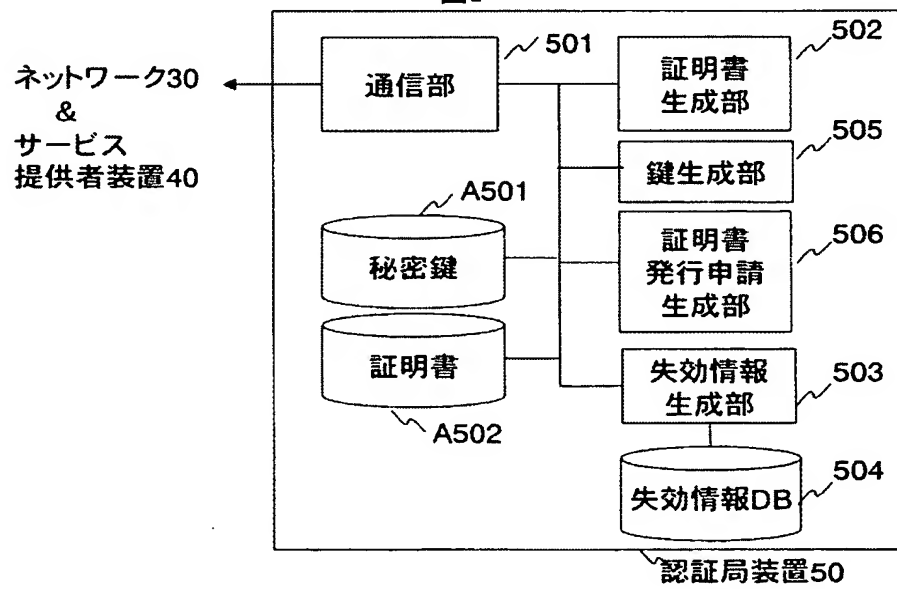 ネットワーク30
&
サービス
提供者装置40
501
通信部
502
証明書
生成部
505
鍵生成部
A501
秘密鍵
506
証明書
発行申請
生成部
証明書
A502
失効情報
生成部
503
失効情報DB
504
認証局装置50